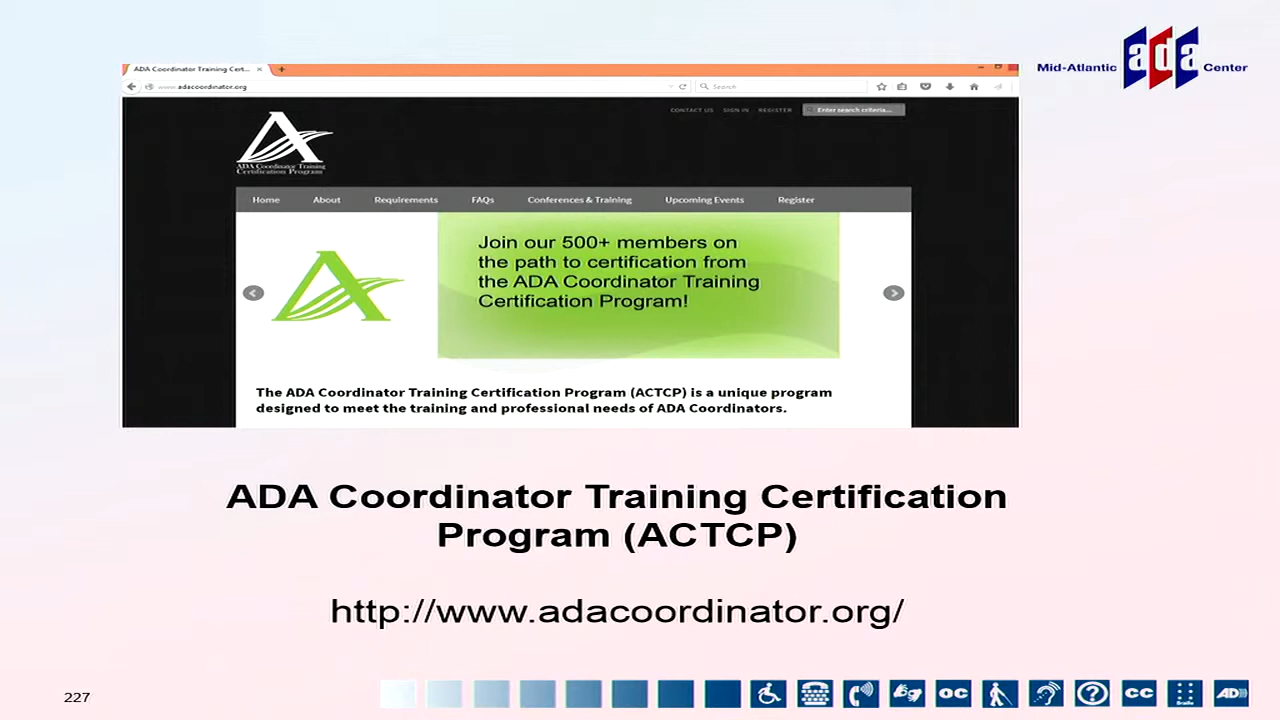 Mid-Atlantic ada Center
ADA Coordinator Training Cert...
www.adacoordinator.org
Search
CONTACT US SIGN IN REGISTER Enter search criteria...
A
ADA Coordinator Training
Certification Program
Home About Requirements FAQs Conferences & Training Upcoming Events Register
Join our 500+ members on
the path to certification from
the ADA Coordinator Training
Certification Program!
The ADA Coordinator Training Certification Program (ACTCP) is a unique program
designed to meet the training and professional needs of ADA Coordinators.
ADA Coordinator Training Certification
Program (ACTCP)
http://www.adacoordinator.org/
227
OC ? CC Braille AD